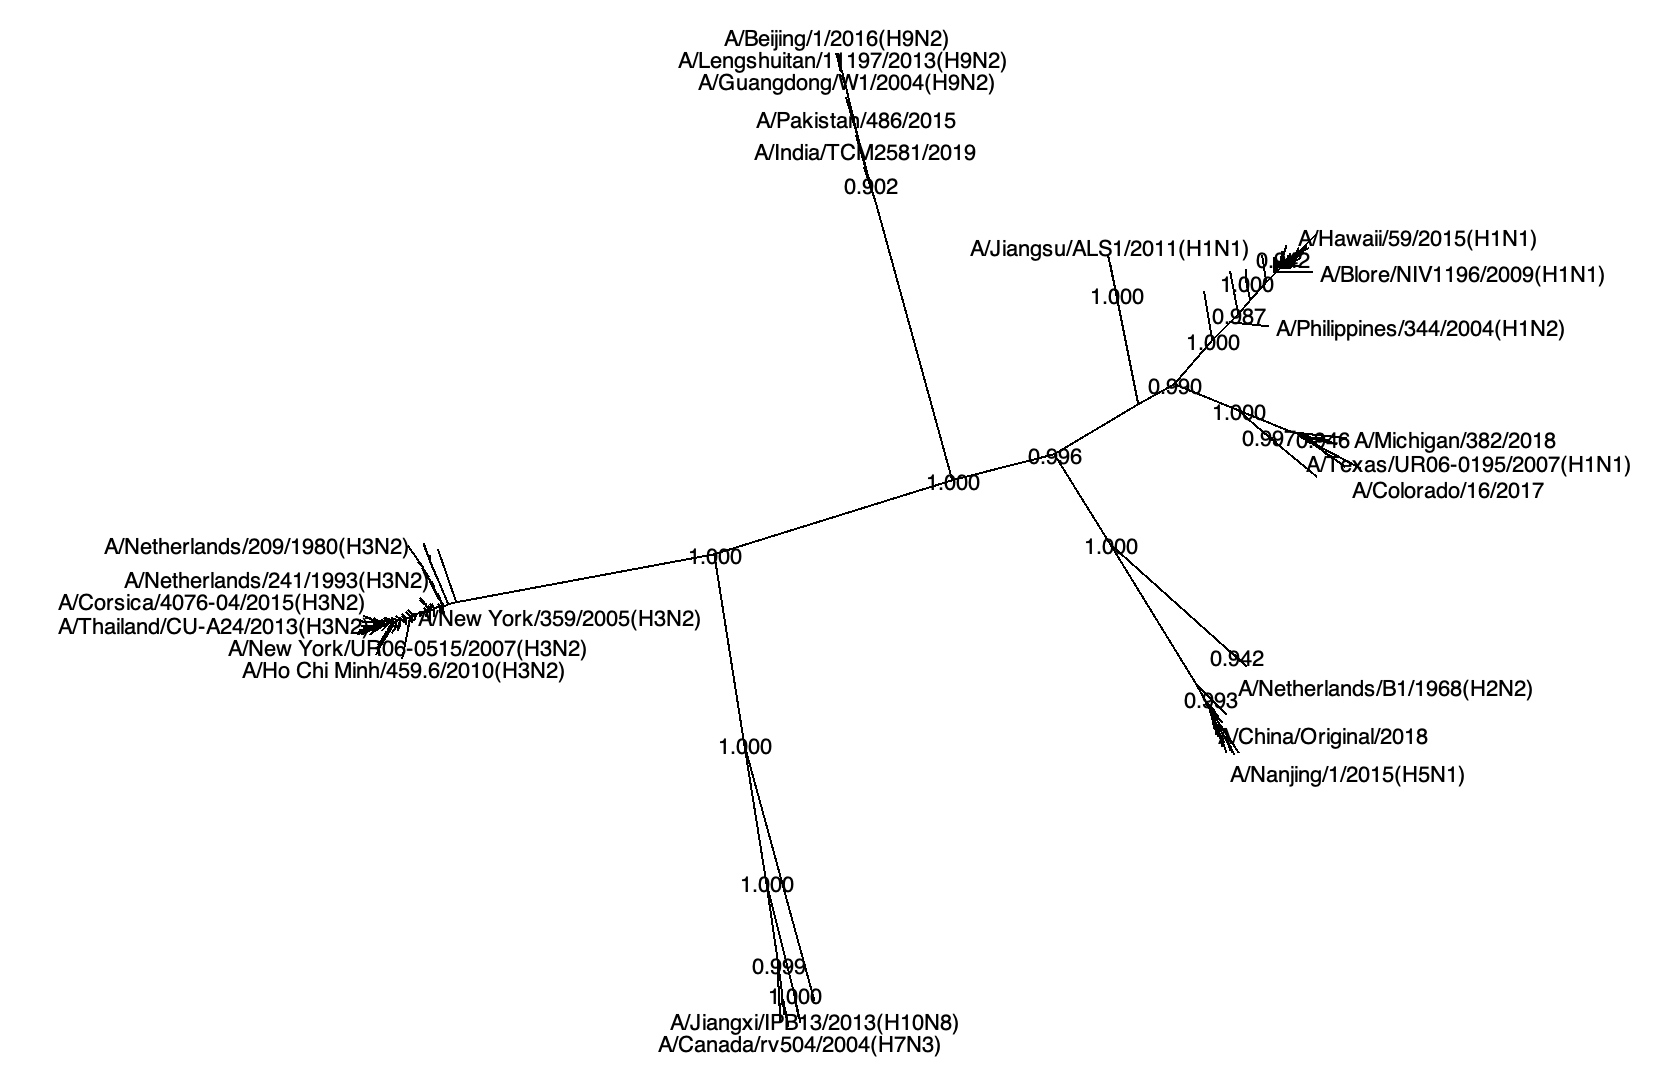 A/Beijing/1/2016(H9N2)
A/Lengshuitan/11197/2013(H9N2)
A/Guangdong/W1/2004(H9N2)
A/Pakistan/486/2015
A/India/TCM2581/2019
0.902
A/Hawaii/59/2015(H1N1)
A/Jiangsu/ALS1/2011(H1N1)
A/Blore/NIV1196/2009(H1N1)
1.000
1.000
0.987
A/Philippines/344/2004(H1N2)
1.000
0.990
1.000
0.997
0.946
A/Michigan/382/2018
0.996
A/Texas/UR06-0195/2007(H1N1)
1.000
A/Colorado/16/2017
A/Netherlands/209/1980(H3N2)
1.000
1.000
A/Netherlands/241/1993(H3N2)
A/Corsica/4076-04/2015(H3N2)
A/New York/359/2005(H3N2)
A/Thailand/CU-A24/2013(H3N2)
A/New York/UR06-0515/2007(H3N2)
0.942
A/Ho Chi Minh/459.6/2010(H3N2)
A/Netherlands/B1/1968(H2N2)
0.993
A/China/Original/2018
1.000
A/Nanjing/1/2015(H5N1)
1.000
0.999
1.000
A/Jiangxi/IPB13/2013(H10N8)
A/Canada/rv504/2004(H7N3)